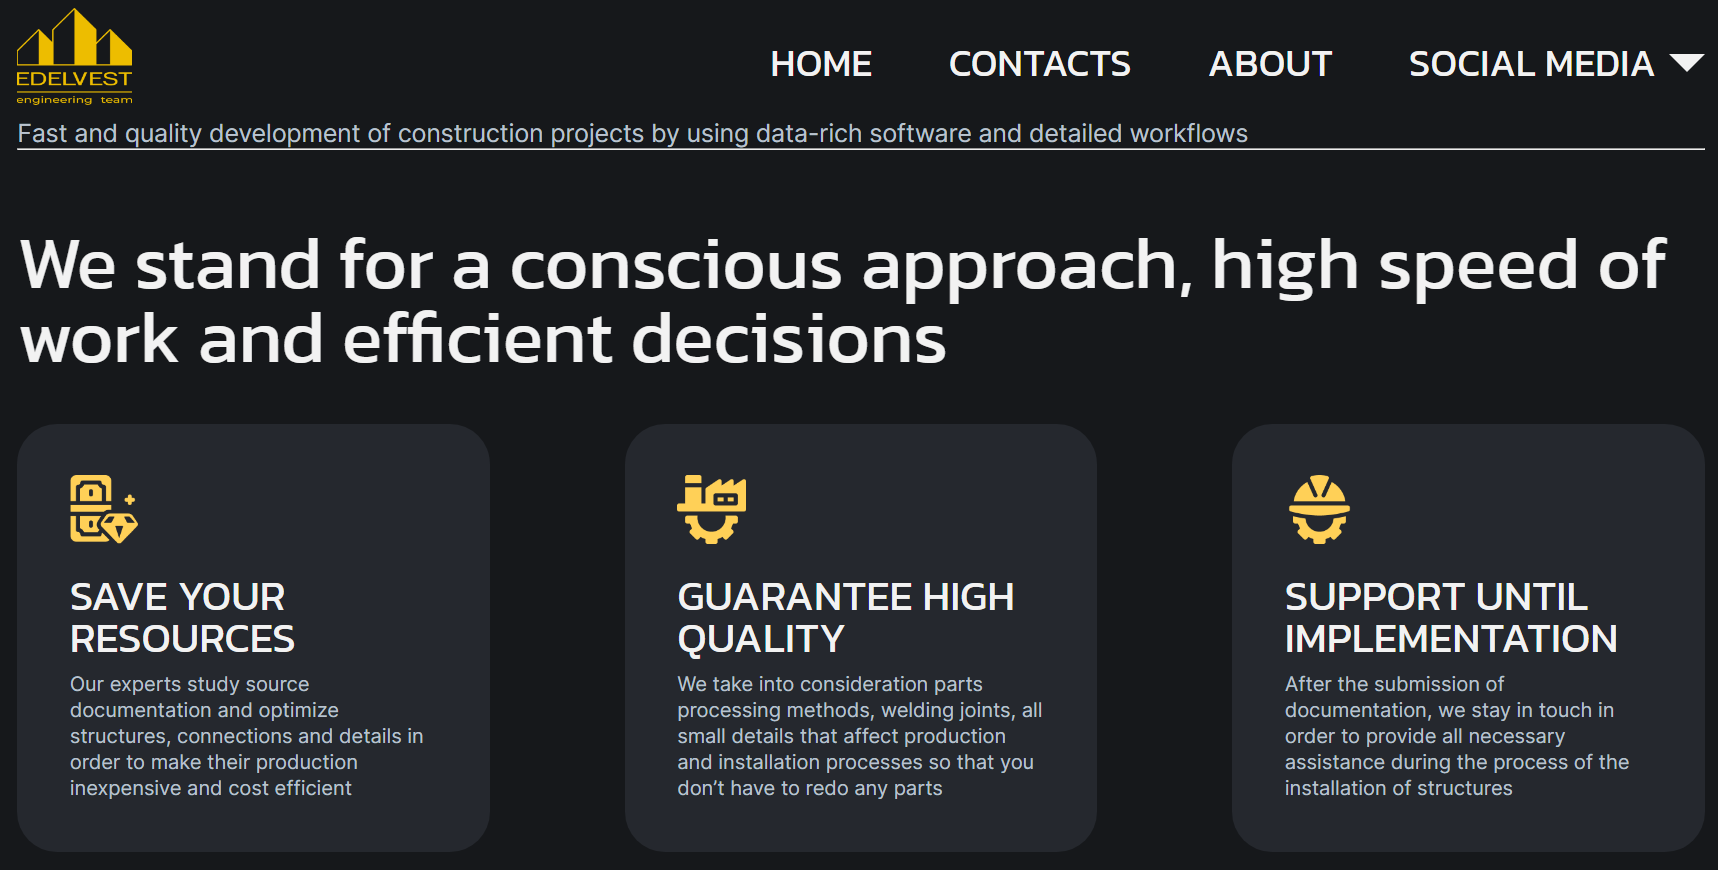 EDELVEST
engineering team
HOME CONTACTS ABOUT SOCIAL MEDIA
Fast and quality development of construction projects by using data-rich software and detailed workflows
We stand for a conscious approach, high speed of
work and efficient decisions
SAVE YOUR
RESOURCES
Our experts study source
documentation and optimize
structures, connections and details in
order to make their production
inexpensive and cost efficient
GUARANTEE HIGH
QUALITY
We take into consideration parts
processing methods, welding joints, all
small details that affect production
and installation processes so that you
don’t have to redo any parts
SUPPORT UNTIL
IMPLEMENTATION
After the submission of
documentation, we stay in touch in
order to provide all necessary
assistance during the process of the
installation of structures